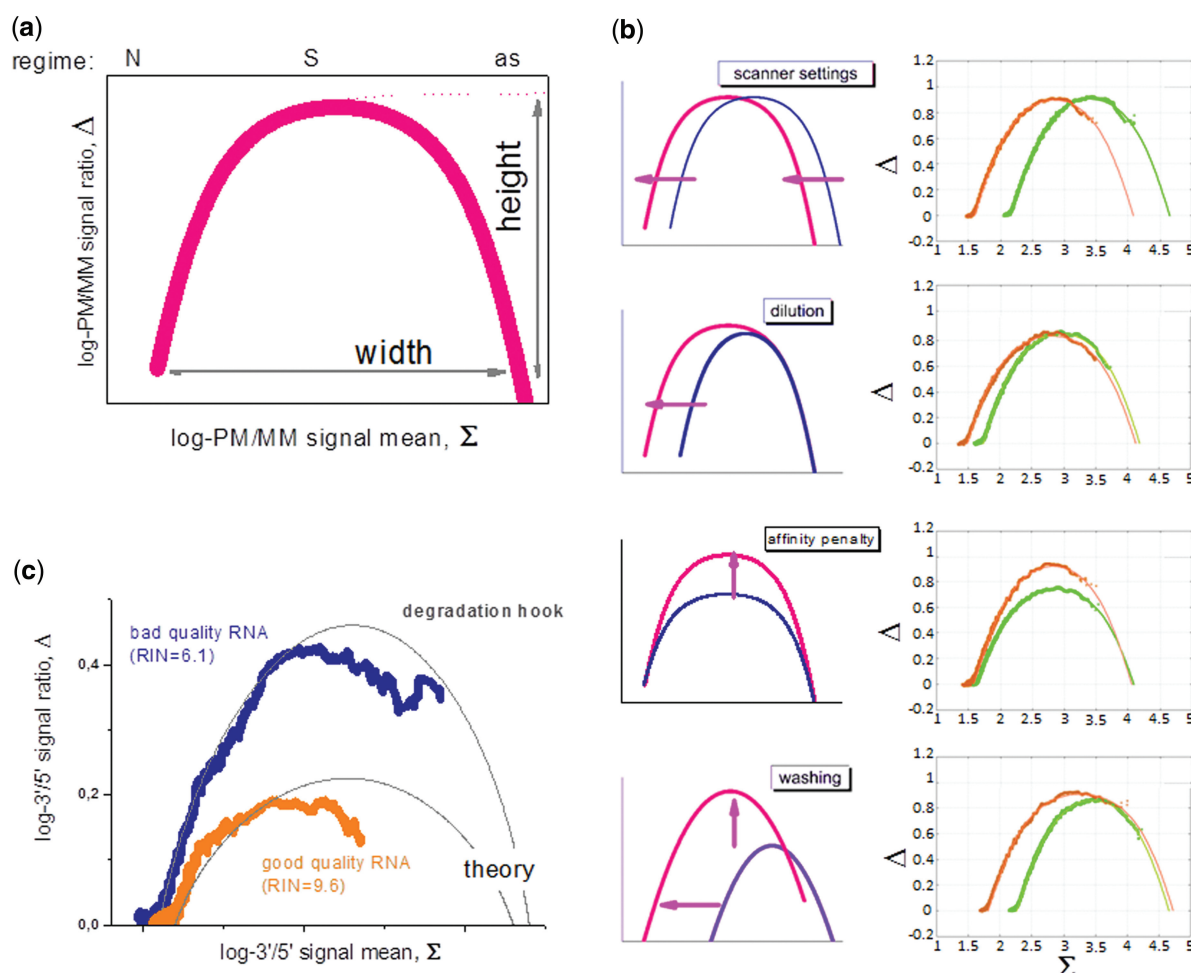 (a)
regime: N S as
log-PM/MM signal ratio, Δ
height
width
log-PM/MM signal mean, Σ
(b)
scanner settings
Δ
1.2
1
0.8
0.6
0.4
0.2
0
-0.2
1 1.5 2 2.5 3 3.5 4 4.5 5
dilution
Δ
1.2
1
0.8
0.6
0.4
0.2
0
-0.2
1 1.5 2 2.5 3 3.5 4 4.5 5
affinity penalty
Δ
1.2
1
0.8
0.6
0.4
0.2
0
-0.2
1 1.5 2 2.5 3 3.5 4 4.5 5
washing
Δ
1.2
1
0.8
0.6
0.4
0.2
0
-0.2
1 1.5 2 2.5 3 3.5 4 4.5 5
Σ
(c)
degradation hook
bad quality RNA
(RIN=6.1)
0,4
log-3'/5' signal ratio, Δ
0,2
good quality RNA
(RIN=9.6)
theory
0,0
log-3'/5' signal mean, Σ